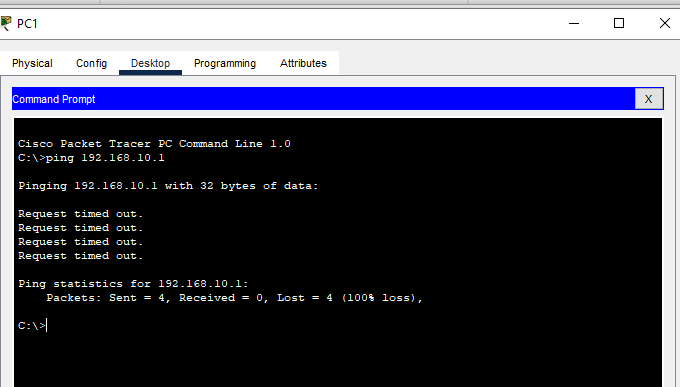 PC1
Physical Config Desktop Programming Attributes
Command Prompt X
Cisco Packet Tracer PC Command Line 1.0
C:\>ping 192.168.10.1
Pinging 192.168.10.1 with 32 bytes of data:
Request timed out.
Request timed out.
Request timed out.
Request timed out.
Ping statistics for 192.168.10.1:
    Packets: Sent = 4, Received = 0, Lost = 4 (100% loss),
C:\>